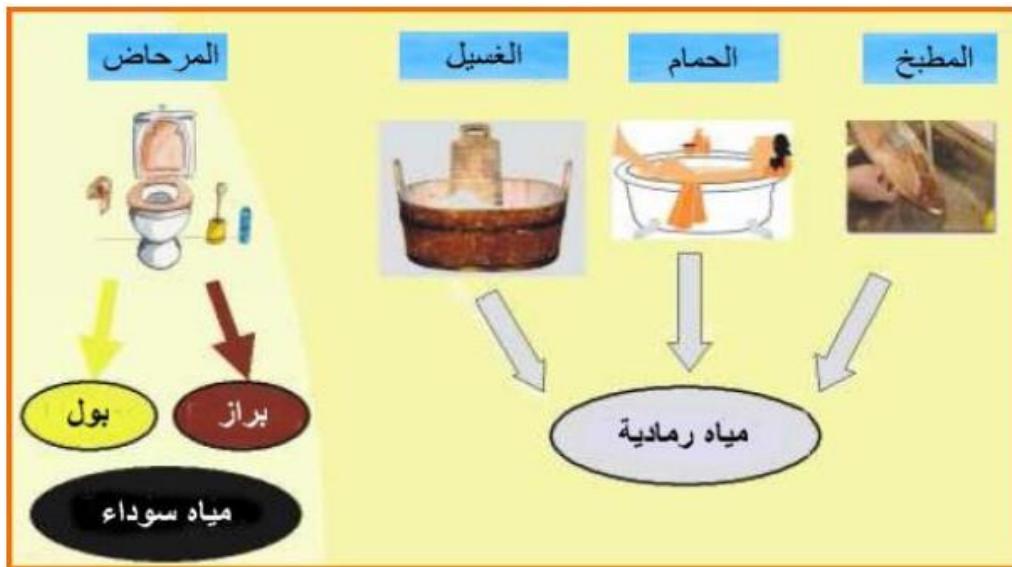 المطبخ
الحمام
الغسيل
المرحاض
مياه رمادية
براز
بول
مياه سوداء